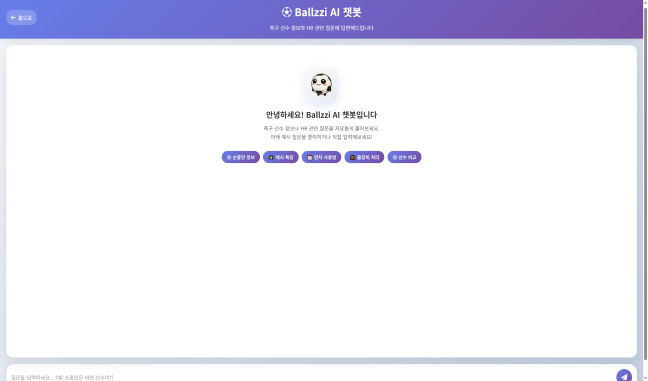 ← 홈으로
⚽ Ballzzi AI 챗봇
축구 선수 정보와 HR 관련 질문에 답변해드립니다
안녕하세요! Ballzzi AI 챗봇입니다
축구 선수 정보나 HR 관련 질문을 자유롭게 물어보세요.
아래 예시 질문을 클릭하거나 직접 입력해보세요!
⚽ 손흥민 정보
메시 특징
연차 사용법
출장비 처리
⚽ 선수 비교
질문을 입력하세요... (예: 손흥민은 어떤 선수야?)